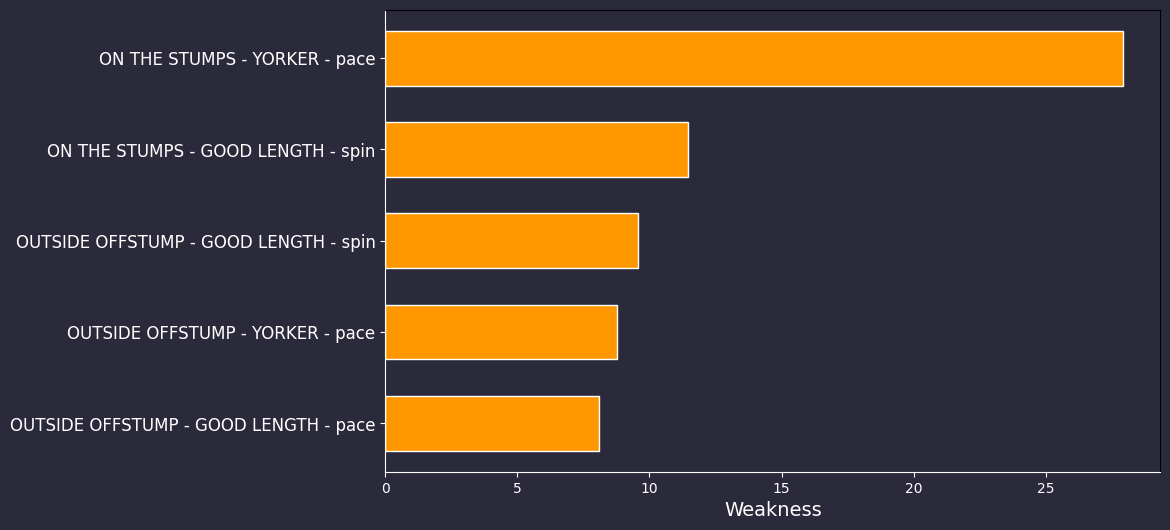 ON THE STUMPS - YORKER - pace
ON THE STUMPS - GOOD LENGTH - spin
OUTSIDE OFFSTUMP - GOOD LENGTH - spin
OUTSIDE OFFSTUMP - YORKER - pace
OUTSIDE OFFSTUMP - GOOD LENGTH - pace
0 5 10 15 20 25
Weakness